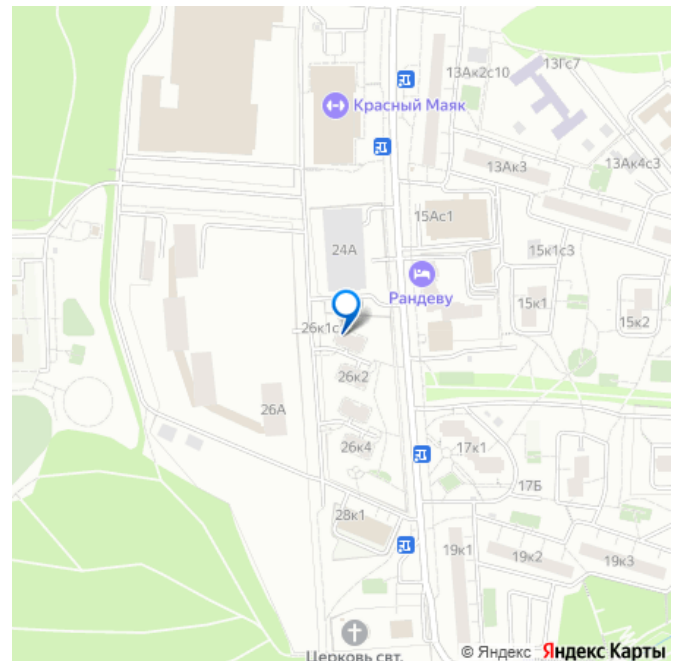 13Гс7
13Ак2с10
Красный Маяк
13Ак3
13Ак4с3
15Ас1
24А
15к1с3
Рандеву
15к1
15к2
26к1с
26к2
26А
26к4
17к1
17Б
28к1
19к1
19к2
19к3
Церковь свт.
© Яндекс Яндекс Карты